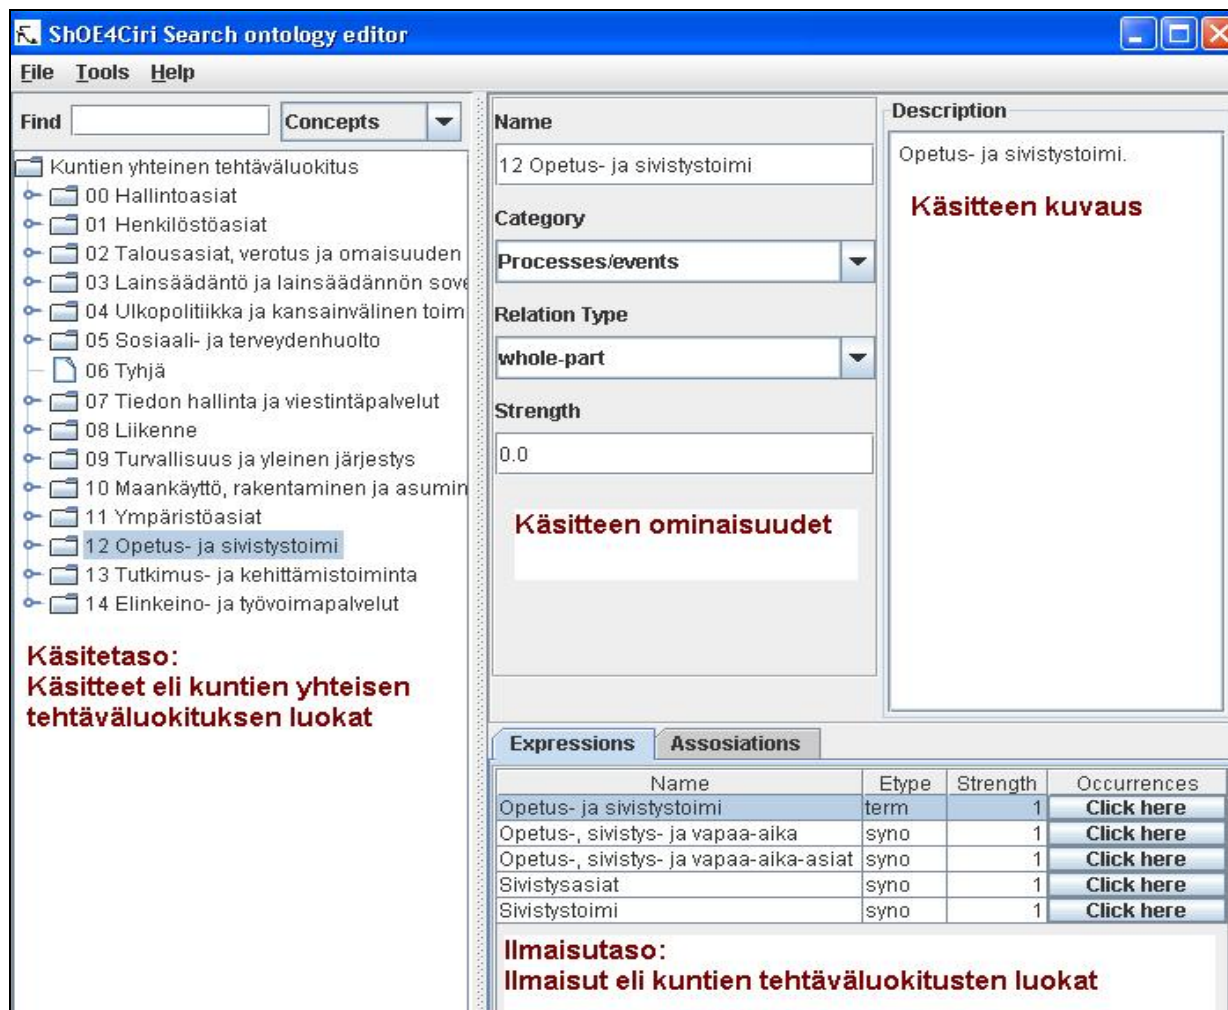 ShOE4Ciri Search ontology editor
File Tools Help
Find Concepts
Kuntien yhteinen tehtäväluokitus
00 Hallintoasiat
01 Henkilöstöasiat
02 Talousasiat, verotus ja omaisuuden
03 Lainsäädäntö ja lainsäädännön sove
04 Ulkopolitiikka ja kansainvälinen toim
05 Sosiaali- ja terveydenhuolto
06 Tyhjä
07 Tiedon hallinta ja viestintäpalvelut
08 Liikenne
09 Turvallisuus ja yleinen järjestys
10 Maankäyttö, rakentaminen ja asumin
11 Ympäristöasiat
12 Opetus- ja sivistystoimi
13 Tutkimus- ja kehittämistoiminta
14 Elinkeino- ja työvoimapalvelut
Käsitetaso:
Käsitteet eli kuntien yhteisen
tehtäväluokituksen luokat
Name
12 Opetus- ja sivistystoimi
Category
Processes/events
Relation Type
whole-part
Strength
0.0
Käsitteen ominaisuudet
Description
Opetus- ja sivistystoimi.
Käsitteen kuvaus
Expressions Assosiations
Name Etype Strength Occurrences
Opetus- ja sivistystoimi term 1 Click here
Opetus-, sivistys- ja vapaa-aika syno 1 Click here
Opetus-, sivistys- ja vapaa-aika-asiat syno 1 Click here
Sivistysasiat syno 1 Click here
Sivistystoimi syno 1 Click here
Ilmaisutaso:
Ilmaisut eli kuntien tehtäväluokitusten luokat